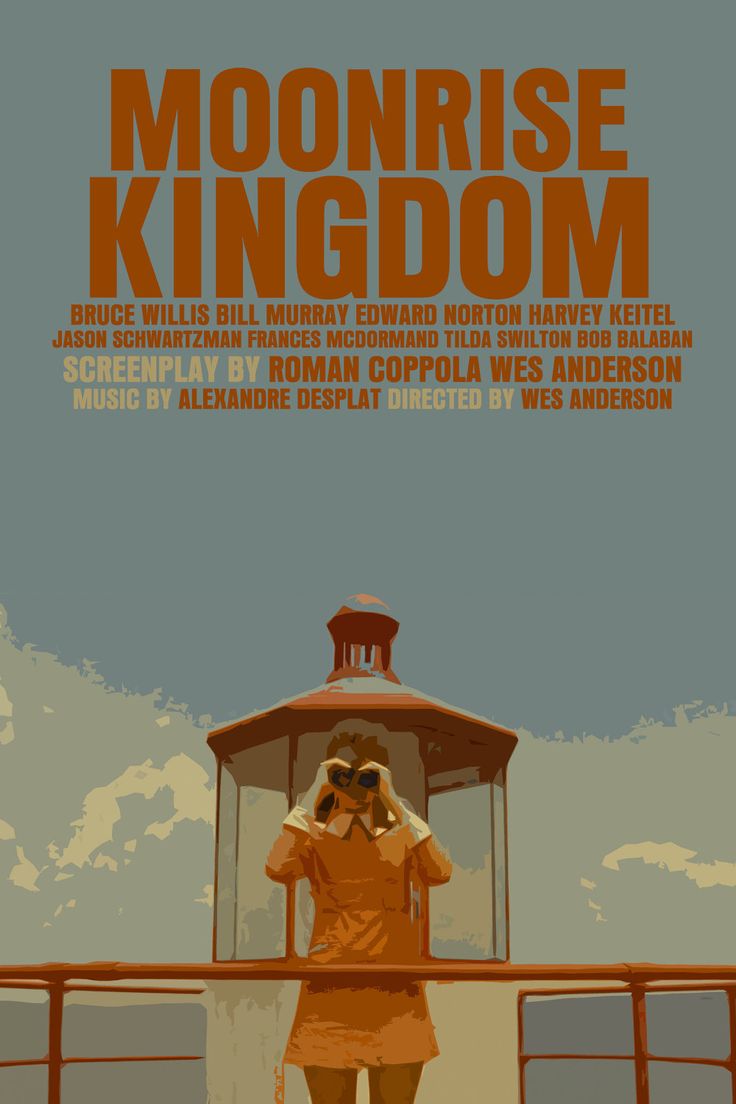 MOONRISE
KINGDOM
BRUCE WILLIS BILL MURRAY EDWARD NORTON HARVEY KEITEL
JASON SCHWARTZMAN FRANCES MCDORMAND TILDA SWILTON BOB BALABAN
SCREENPLAY BY ROMAN COPPOLA WES ANDERSON
MUSIC BY ALEXANDRE DESPLAT DIRECTED BY WES ANDERSON